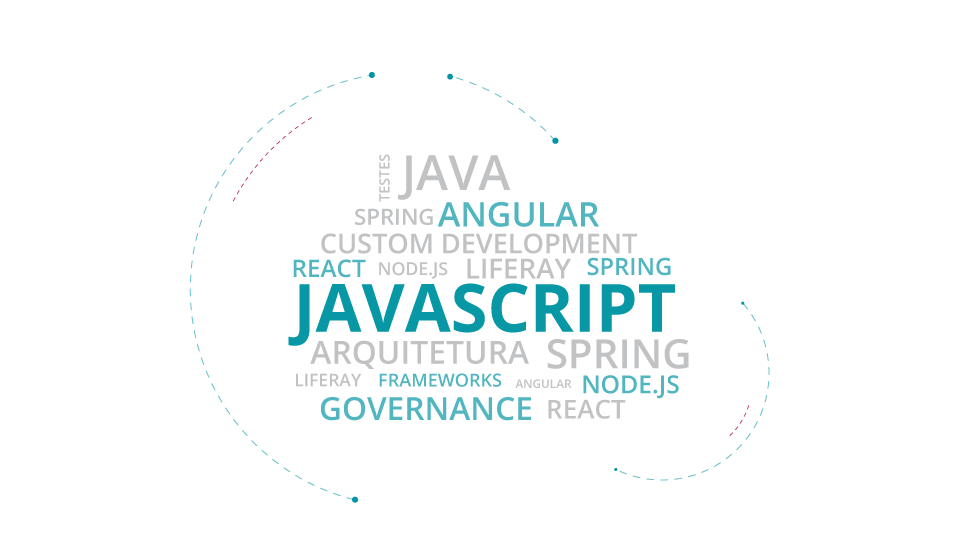 TESTES JAVA
SPRING ANGULAR
CUSTOM DEVELOPMENT
REACT NODE.JS LIFERAY SPRING
JAVASCRIPT
ARQUITETURA SPRING
LIFERAY FRAMEWORKS ANGULAR NODE.JS
GOVERNANCE REACT